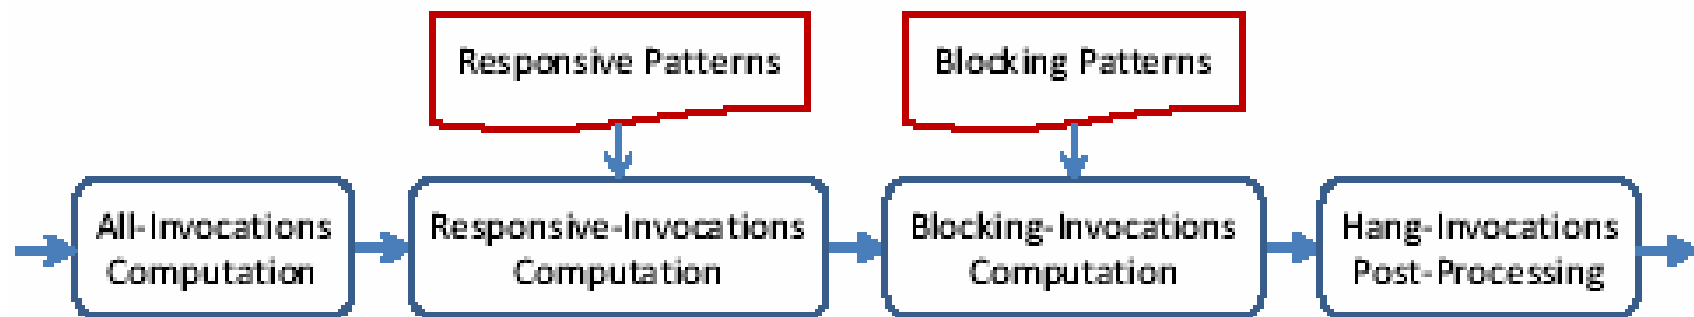 Responsive Patterns
Blocking Patterns
All-Invocations
Computation
Responsive-Invocations
Computation
Blocking-Invocations
Computation
Hang-Invocations
Post-Processing